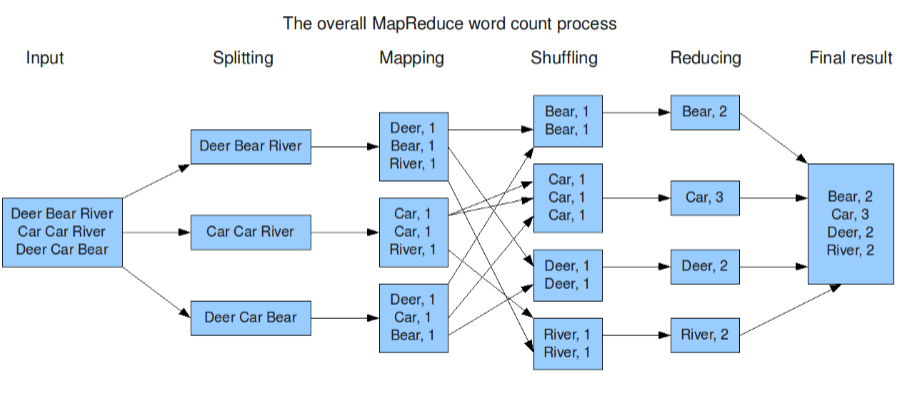 The overall MapReduce word count process
Input
Splitting
Mapping
Shuffling
Reducing
Final result
Deer Bear River
Car Car River
Deer Car Bear
Deer Bear River
Car Car River
Deer Car Bear
Deer, 1
Bear, 1
River, 1
Car, 1
Car, 1
River, 1
Deer, 1
Car, 1
Bear, 1
Bear, 1
Bear, 1
Car, 1
Car, 1
Car, 1
Deer, 1
Deer, 1
River, 1
River, 1
Bear, 2
Car, 3
Deer, 2
River, 2
Bear, 2
Car, 3
Deer, 2
River, 2